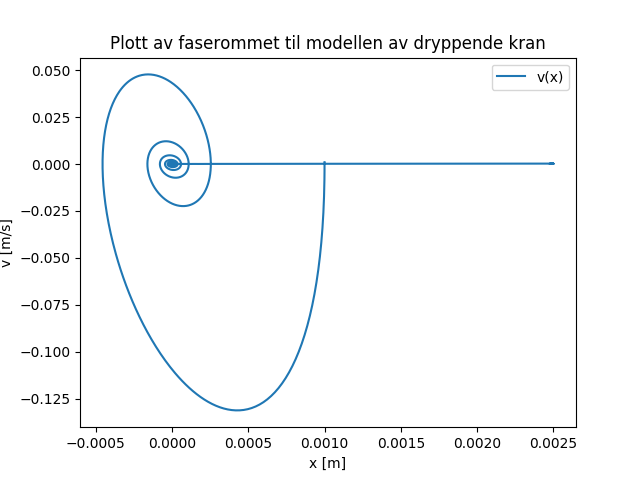 Plott av faserommet til modellen av dryppende kran
v(x)
0.050
0.025
0.000
−0.025
−0.050
−0.075
−0.100
−0.125
v [m/s]
−0.0005 0.0000 0.0005 0.0010 0.0015 0.0020 0.0025
x [m]